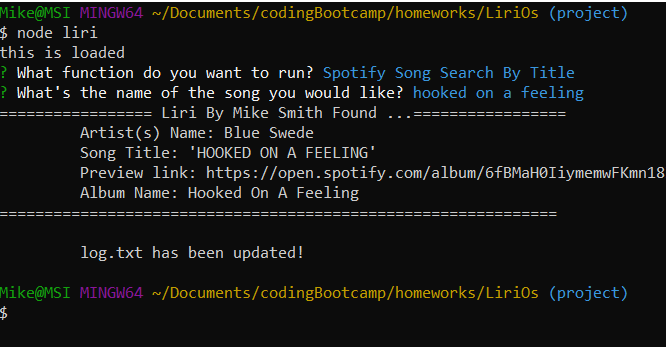 Mike@MSI MINGW64 ~/Documents/codingBootcamp/homeworks/LiriOs (project)
$ node liri
this is loaded
? What function do you want to run? Spotify Song Search By Title
? What's the name of the song you would like? hooked on a feeling
================= Liri By Mike Smith Found ...=================
Artist(s) Name: Blue Swede
Song Title: 'HOOKED ON A FEELING'
Preview link: https://open.spotify.com/album/6fBMaH0IiymemwFKmn18
Album Name: Hooked On A Feeling
==============================================================
log.txt has been updated!
Mike@MSI MINGW64 ~/Documents/codingBootcamp/homeworks/LiriOs (project)
$